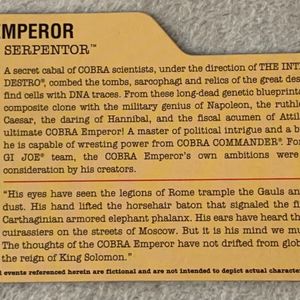 EMPEROR
SERPENTOR™
A secret cabal of COBRA scientists, under the direction of THE INTE
DESTRO®, combed the tombs, sarcophagi and relics of the great des
find cells with DNA traces. From these long-dead genetic blueprints
composite clone with the military genius of Napoleon, the ruthl
Caesar, the daring of Hannibal, and the fiscal acumen of Attil
ultimate COBRA Emperor! A master of political intrigue and a b
he is capable of wresting power from COBRA COMMANDER®. For
GI JOE® team, the COBRA Emperor's own ambitions were
consideration by his creators.
"His eyes have seen the legions of Rome trample the Gauls an
dust. His hand lifted the horsehair baton that signaled the fi
Carthaginian armored elephant phalanx. His ears have heard th
cuirassiers on the streets of Moscow. But it is his mind we mu
The thoughts of the COBRA Emperor have not drifted from glob
the reign of King Solomon."
d events referenced herein are fictional and are not intended to depict actual character